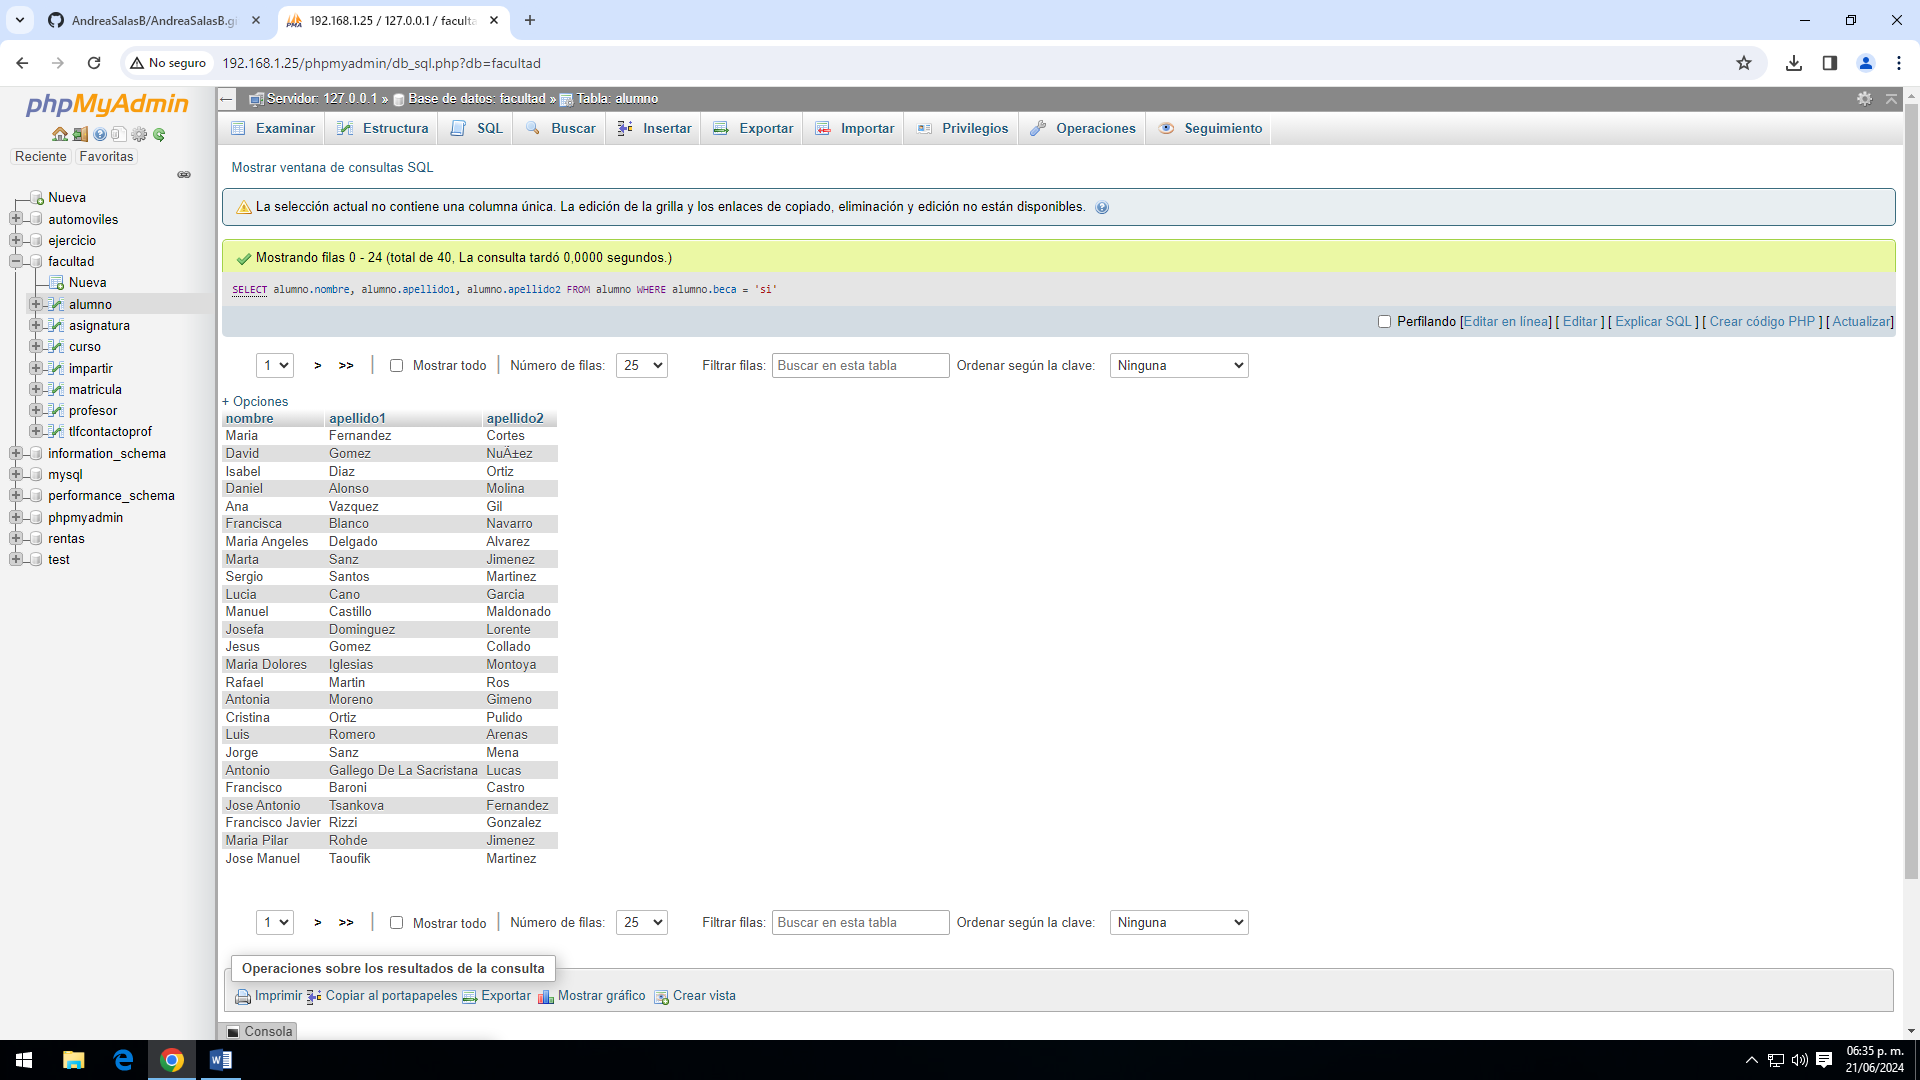 AndreaSalasB/AndreaSalasB.gi
192.168.1.25 / 127.0.0.1 / faculta
No seguro
192.168.1.25/phpmyadmin/db_sql.php?db=facultad
phpMyAdmin
Reciente Favoritas
Nueva
automoviles
ejercicio
facultad
Nueva
alumno
asignatura
curso
impartir
matricula
profesor
tlfcontactoprof
information_schema
mysql
performance_schema
phpmyadmin
rentas
test
Servidor: 127.0.0.1 » Base de datos: facultad » Tabla: alumno
Examinar Estructura SQL Buscar Insertar Exportar Importar Privilegios Operaciones Seguimiento
Mostrar ventana de consultas SQL
La selección actual no contiene una columna única. La edición de la grilla y los enlaces de copiado, eliminación y edición no están disponibles.
Mostrando filas 0 - 24 (total de 40, La consulta tardó 0,0000 segundos.)
SELECT alumno.nombre, alumno.apellido1, alumno.apellido2 FROM alumno WHERE alumno.beca = 'si'
Perfilando [Editar en línea] [ Editar ] [ Explicar SQL ] [ Crear código PHP ] [ Actualizar]
1 > >> | Mostrar todo | Número de filas: 25 Filtrar filas: Buscar en esta tabla Ordenar según la clave: Ninguna
+ Opciones
nombre apellido1 apellido2
Maria Fernandez Cortes
David Gomez NuÄ±ez
Isabel Diaz Ortiz
Daniel Alonso Molina
Ana Vazquez Gil
Francisca Blanco Navarro
Maria Angeles Delgado Alvarez
Marta Sanz Jimenez
Sergio Santos Martinez
Lucia Cano Garcia
Manuel Castillo Maldonado
Josefa Dominguez Lorente
Jesus Gomez Collado
Maria Dolores Iglesias Montoya
Rafael Martin Ros
Antonia Moreno Gimeno
Cristina Ortiz Pulido
Luis Romero Arenas
Jorge Sanz Mena
Antonio Gallego De La Sacristana Lucas
Francisco Baroni Castro
Jose Antonio Tsankova Fernandez
Francisco Javier Rizzi Gonzalez
Maria Pilar Rohde Jimenez
Jose Manuel Taoufik Martinez
1 > >> | Mostrar todo | Número de filas: 25 Filtrar filas: Buscar en esta tabla Ordenar según la clave: Ninguna
Operaciones sobre los resultados de la consulta
Imprimir Copiar al portapapeles Exportar Mostrar gráfico Crear vista
Consola
06:35 p. m.
21/06/2024